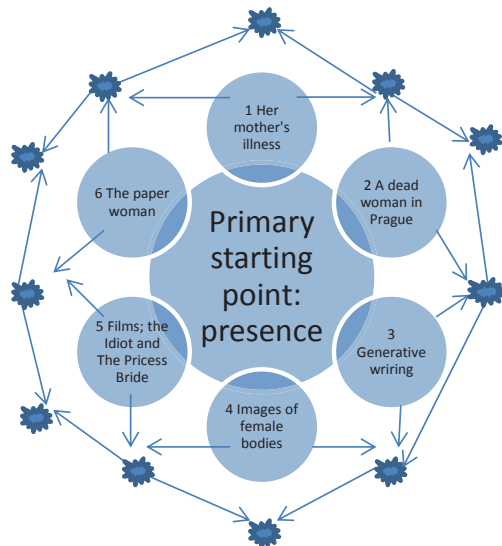 1 Her
mother's
illness
6 The paper
woman
2 A dead
woman in
Prague
Primary
starting
point:
presence
5 Films; the
Idiot and
The Pricess
Bride
3
Generative
wriring
4 Images of
female
bodies